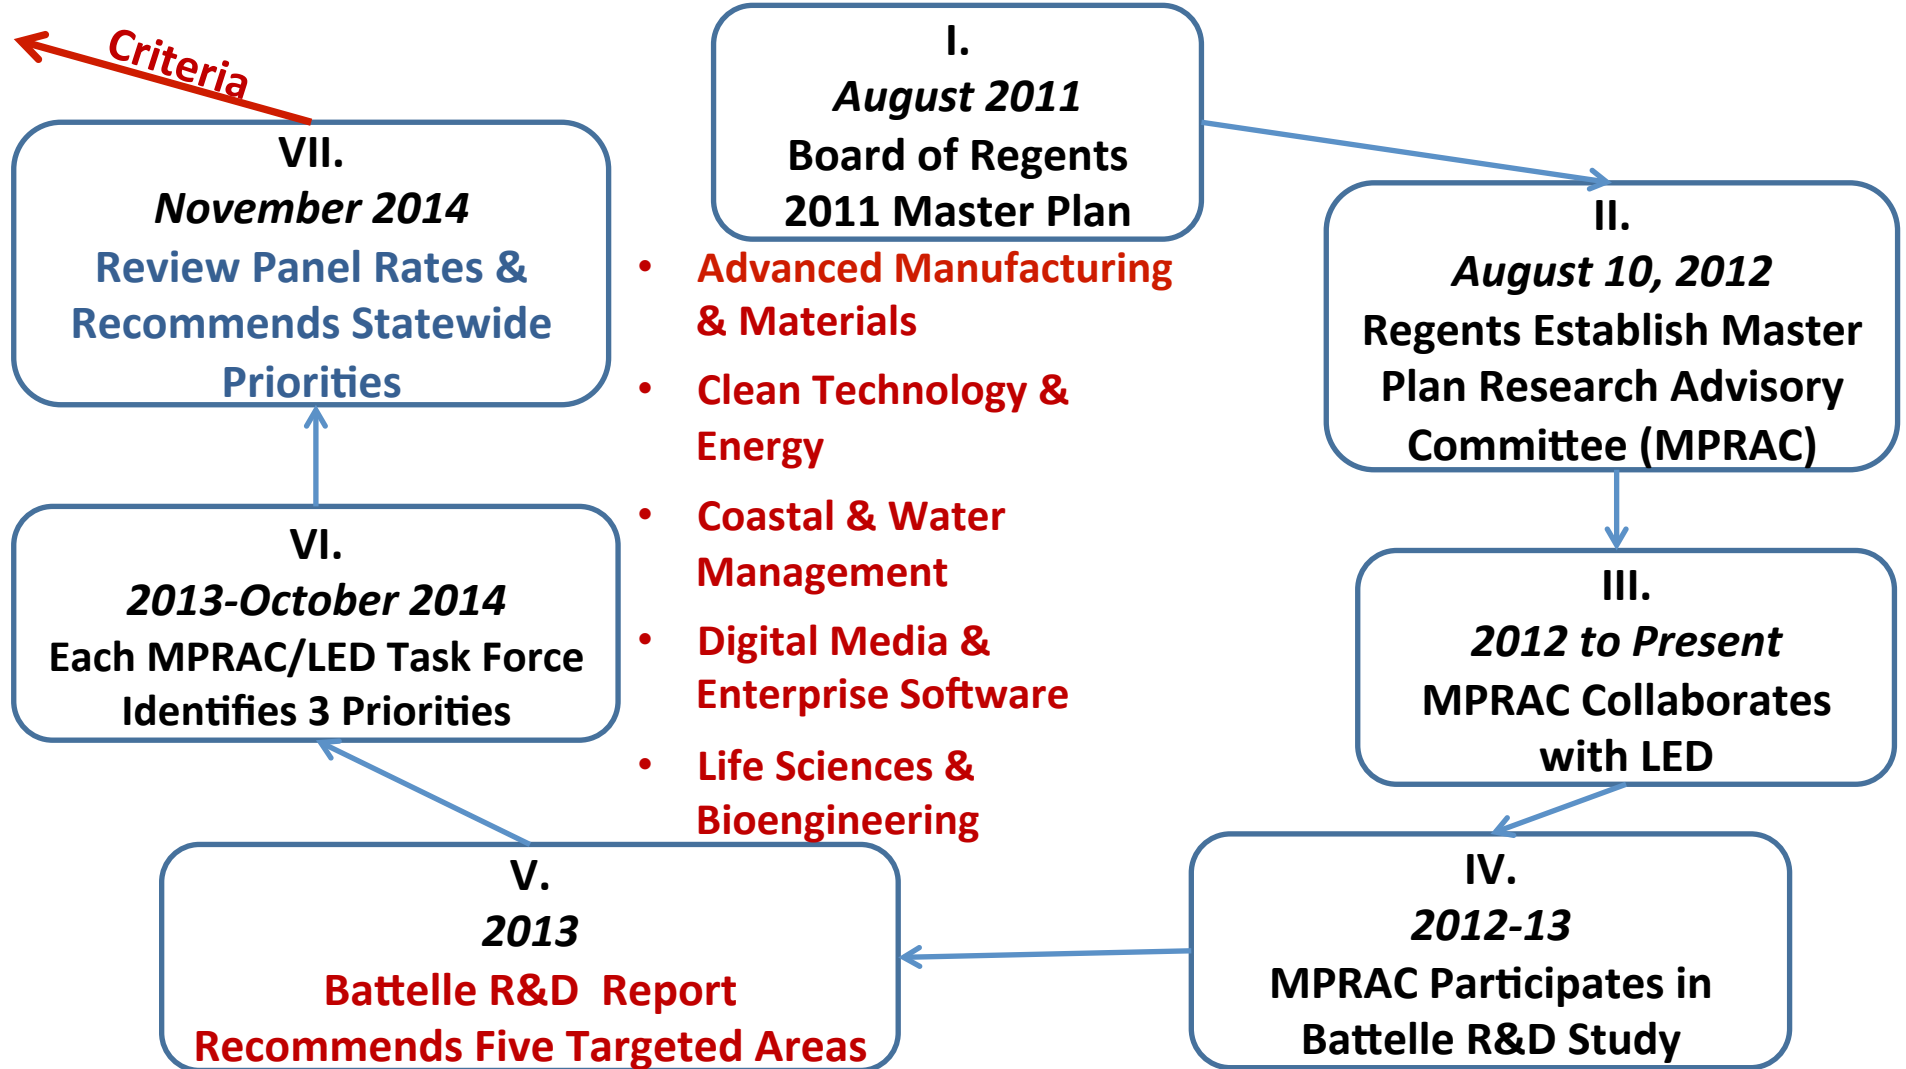 Criteria
I.
August 2011
Board of Regents
2011 Master Plan
II.
August 10, 2012
Regents Establish Master
Plan Research Advisory
Committee (MPRAC)
III.
2012 to Present
MPRAC Collaborates
with LED
IV.
2012-13
MPRAC Participates in
Battelle R&D Study
V.
2013
Battelle R&D Report
Recommends Five Targeted Areas
VI.
2013-October 2014
Each MPRAC/LED Task Force
Identifies 3 Priorities
VII.
November 2014
Review Panel Rates &
Recommends Statewide
Priorities
• Advanced Manufacturing
& Materials
• Clean Technology &
Energy
• Coastal & Water
Management
• Digital Media &
Enterprise Software
• Life Sciences &
Bioengineering